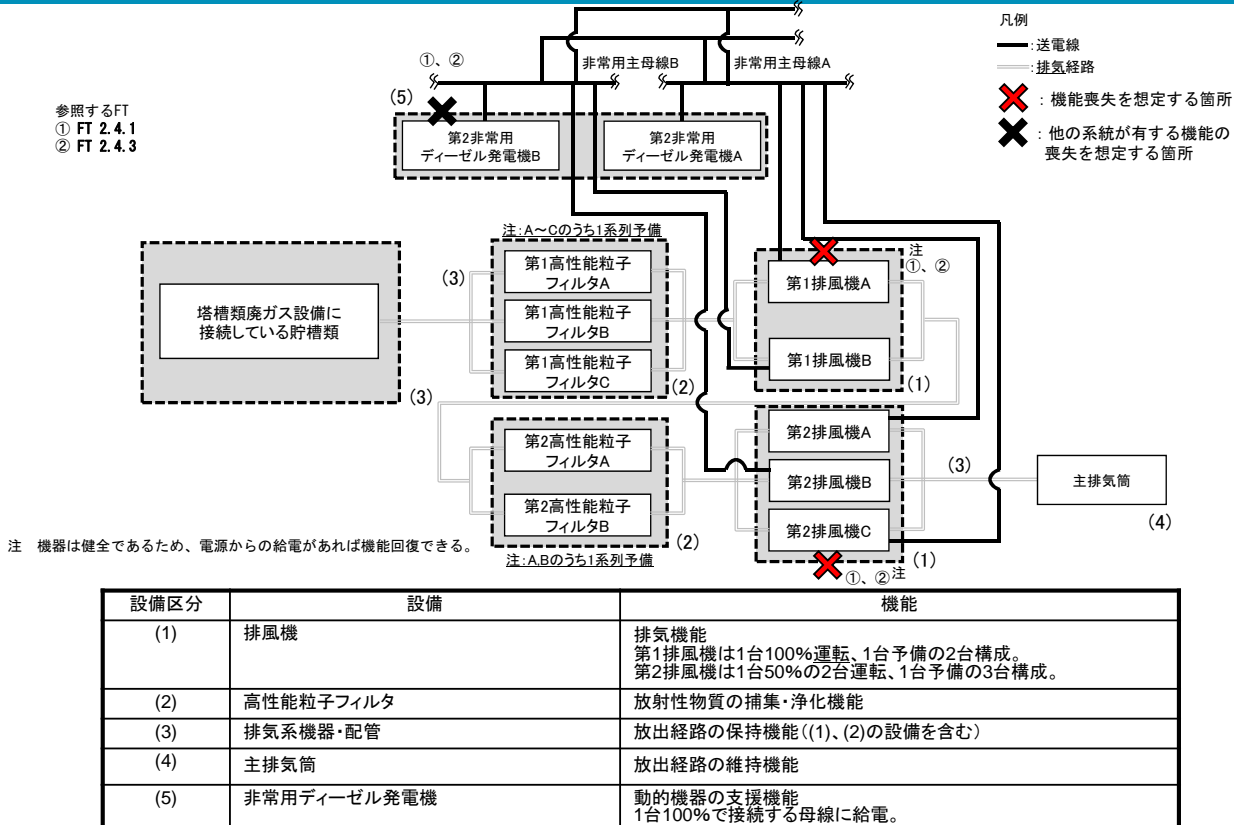 凡例
━:送電線
═:排気経路
:機能喪失を想定する箇所
:他の系統が有する機能の
喪失を想定する箇所
参照するFT
① FT 2.4.1
② FT 2.4.3
①、②
非常用主母線B
非常用主母線A
(5)
第2非常用
ディーゼル発電機B
第2非常用
ディーゼル発電機A
注:A～Cのうち1系列予備
塔槽類廃ガス設備に
接続している貯槽類
(3)
(3)
第1高性能粒子
フィルタA
第1高性能粒子
フィルタB
第1高性能粒子
フィルタC
(2)
注
①、②
第1排風機A
第1排風機B
(1)
第2高性能粒子
フィルタA
第2高性能粒子
フィルタB
(2)
注:A,Bのうち1系列予備
第2排風機A
第2排風機B
第2排風機C
(1)
①、②注
(3)
主排気筒
(4)
注 機器は健全であるため、電源からの給電があれば機能回復できる。
設備区分 設備 機能
(1) 排風機 排気機能
第1排風機は1台100%運転、1台予備の2台構成。
第2排風機は1台50%の2台運転、1台予備の3台構成。
(2) 高性能粒子フィルタ 放射性物質の捕集・浄化機能
(3) 排気系機器・配管 放出経路の保持機能((1)、(2)の設備を含む)
(4) 主排気筒 放出経路の維持機能
(5) 非常用ディーゼル発電機 動的機器の支援機能
1台100%で接続する母線に給電。